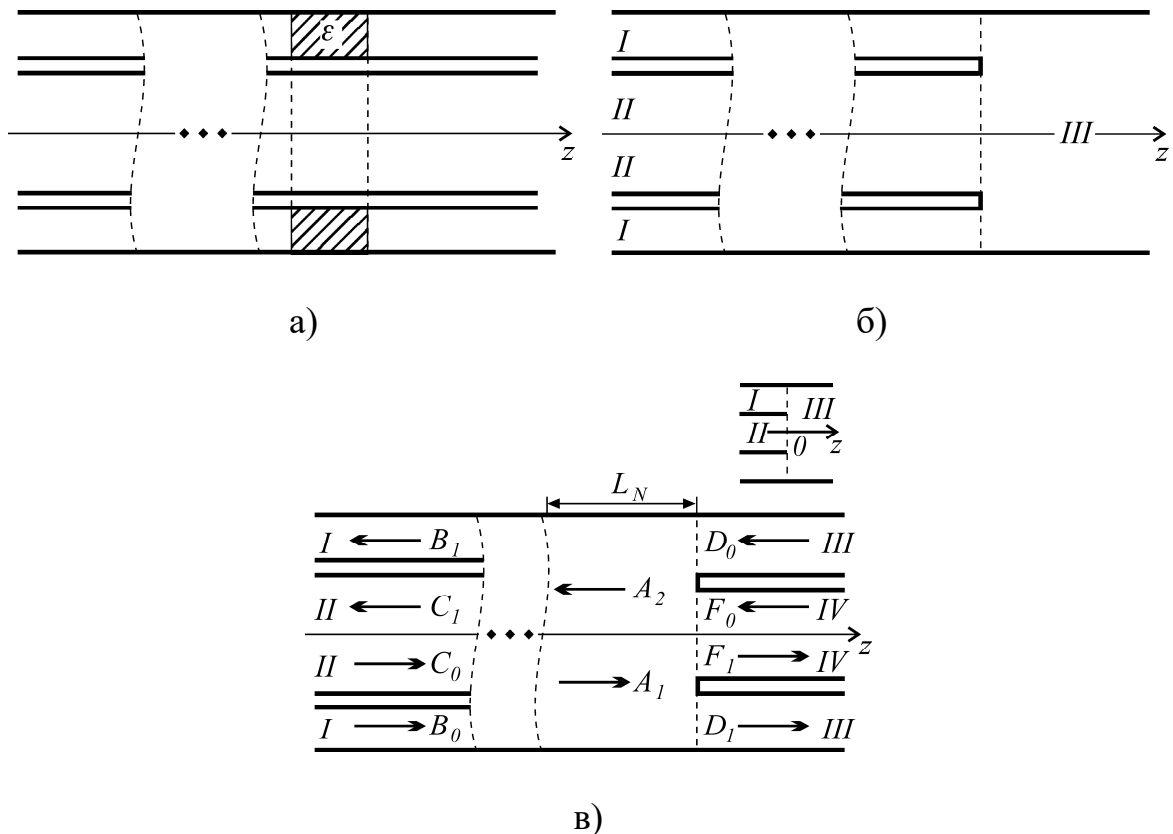 ε
z
а)
I
II
II
I
III
z
б)
I
III
II
0
z
L_N
I
B_1
D_0
III
A_2
II
C_1
F_0
IV
z
II
C_0
F_1
IV
A_1
I
B_0
D_1
III
в)